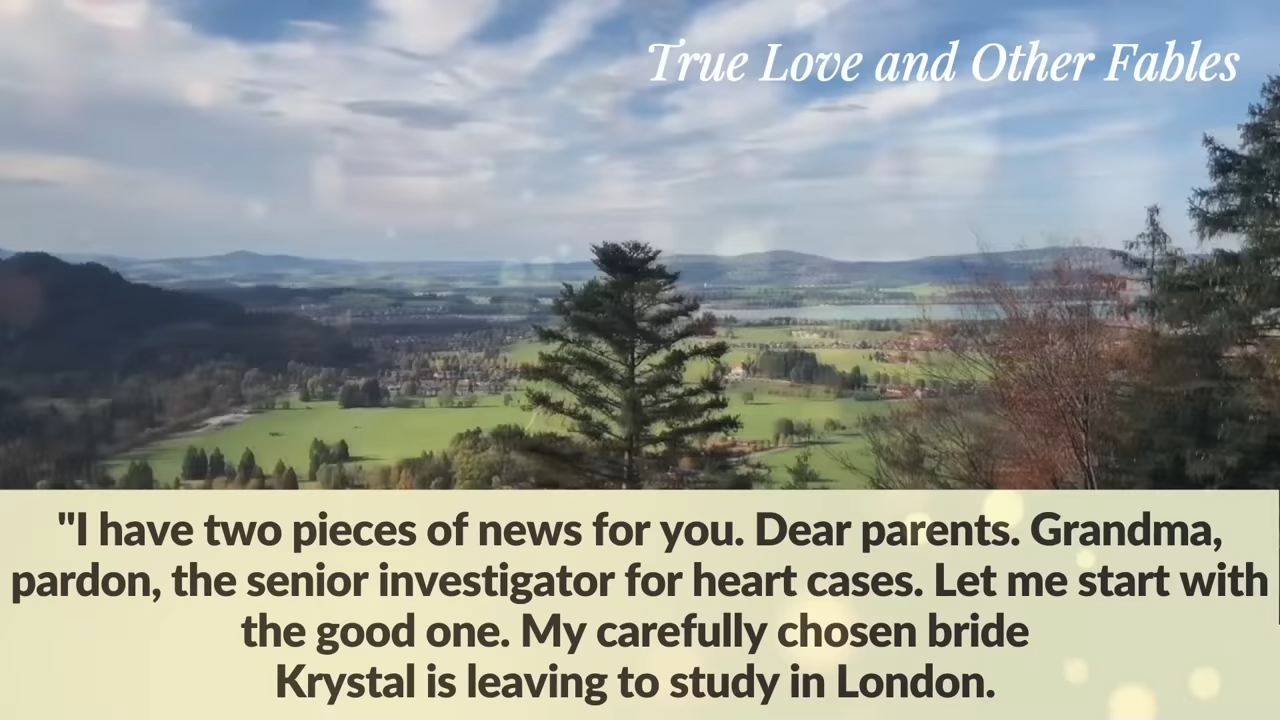 True Love and Other Fables
"I have two pieces of news for you. Dear parents. Grandma,
pardon, the senior investigator for heart cases. Let me start with
the good one. My carefully chosen bride
Krystal is leaving to study in London.